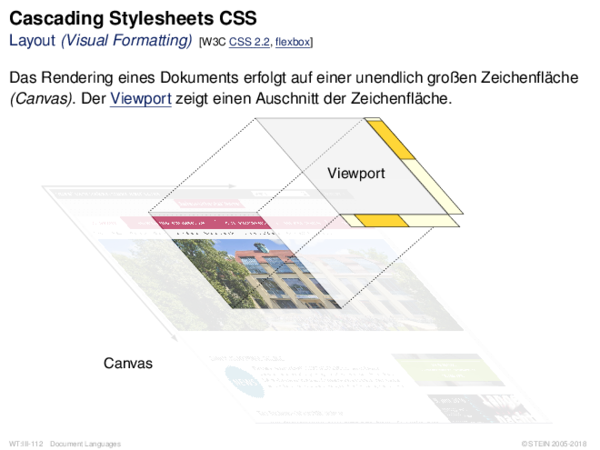 Cascading Stylesheets CSS
Layout (Visual Formatting) [W3C CSS 2.2, flexbox]
Das Rendering eines Dokuments erfolgt auf einer unendlich großen Zeichenfläche
(Canvas). Der Viewport zeigt einen Auschnitt der Zeichenfläche.
Viewport
Canvas
WT:III-112 Document Languages
© STEIN 2005-2018